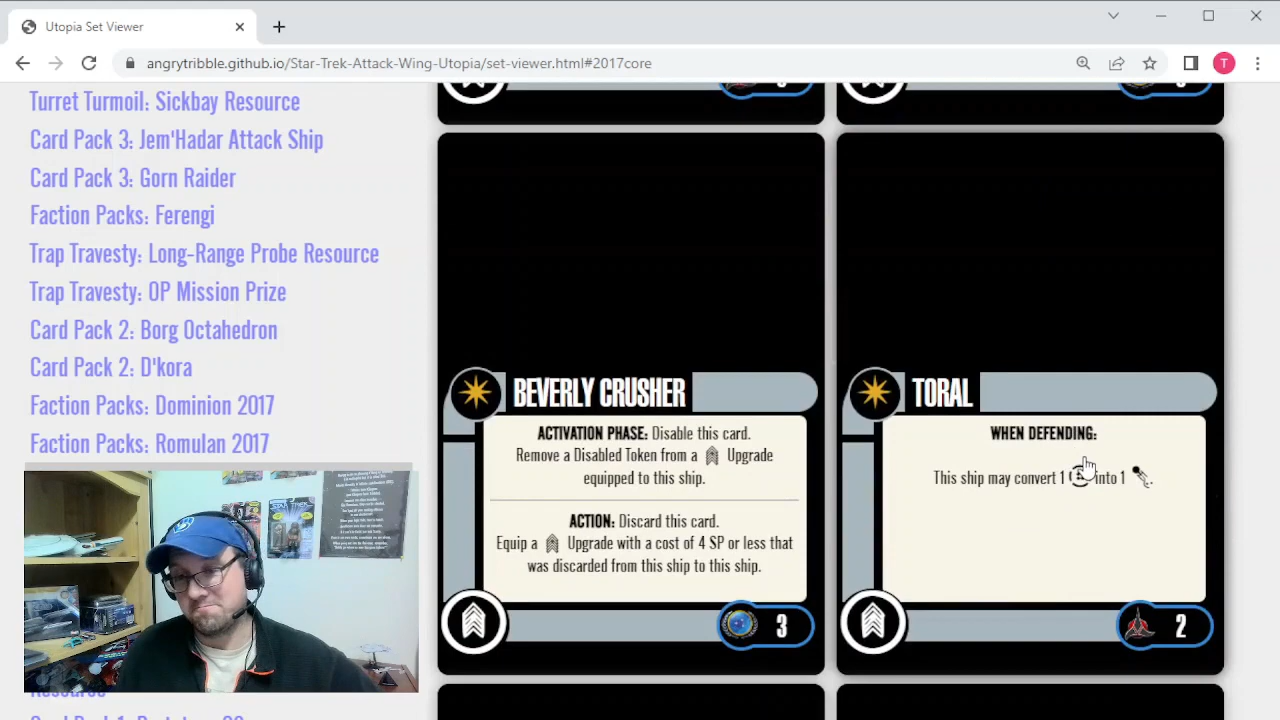 Utopia Set Viewer
angrytribble.github.io/Star-Trek-Attack-Wing-Utopia/set-viewer.html#2017core
T
Turret Turmoil: Sickbay Resource
Card Pack 3: Jem'Hadar Attack Ship
Card Pack 3: Gorn Raider
Faction Packs: Ferengi
Trap Travesty: Long-Range Probe Resource
Trap Travesty: OP Mission Prize
Card Pack 2: Borg Octahedron
Card Pack 2: D'kora
Faction Packs: Dominion 2017
Faction Packs: Romulan 2017
Resource
STAR TREK
BEVERLY CRUSHER
ACTIVATION PHASE: Disable this card.
Remove a Disabled Token from a Upgrade
equipped to this ship.
ACTION: Discard this card.
Equip a Upgrade with a cost of 4 SP or less that
was discarded from this ship to this ship.
3
TORAL
WHEN DEFENDING:
This ship may convert 1 into 1 .
2